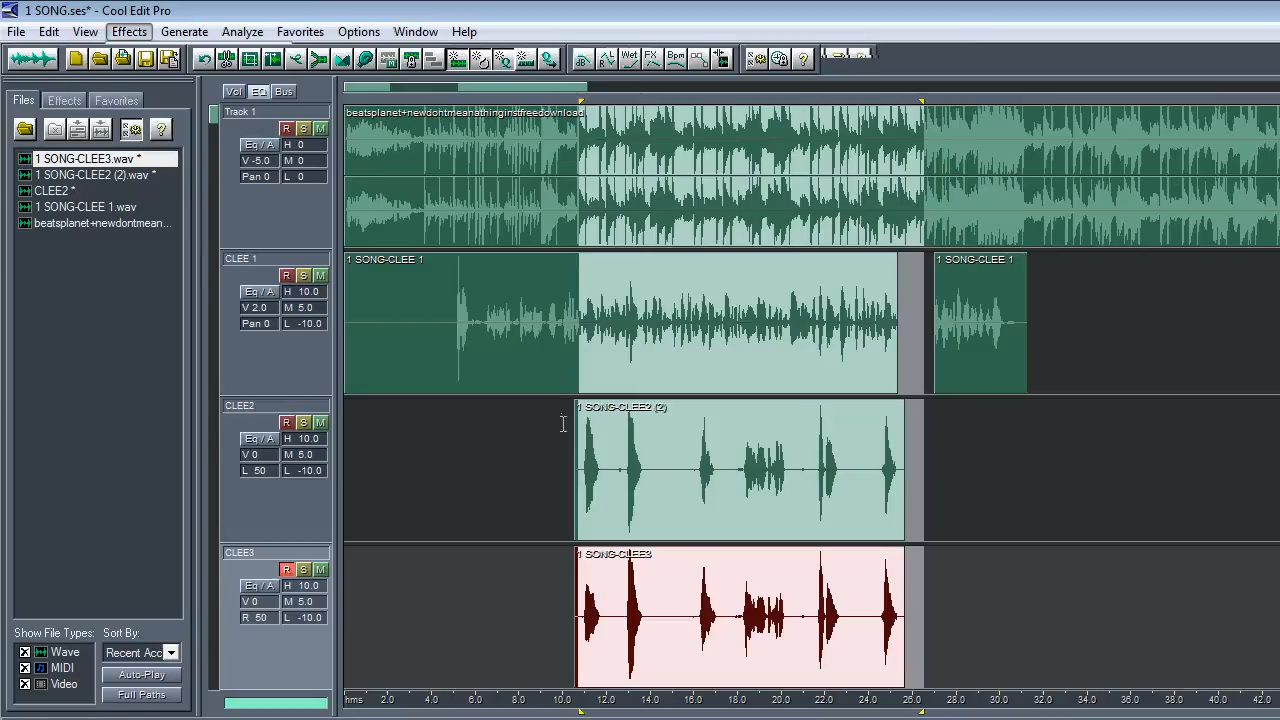 1 SONG.ses* - Cool Edit Pro
File Edit View Insert Effects Generate Analyze Favorites Options Window Help
Wet FX Bpm
Files Effects Favorites
1 SONG-CLEE3.wav *
1 SONG-CLEE2 (2).wav *
CLEE2 *
1 SONG-CLEE 1.wav
beatsplanet+newdontmean...
Show File Types: Sort By:
Wave
MIDI
Video
Recent Acc
Auto-Play
Full Paths
Vol EQ Bus
Track 1
R S M
Eq / A H 0
V -5.0 M 0
Pan 0 L 0
CLEE 1
R S M
Eq / A H 10.0
V 2.0 M 5.0
Pan 0 L -10.0
CLEE2
R S M
Eq / A H 10.0
V 0 M 5.0
L 50 L -10.0
CLEE3
R S M
Eq / A H 10.0
V 0 M 5.0
R 50 L -10.0
beatsplanet+newdontmeanathinginstfreedownload
1 SONG-CLEE 1
1 SONG-CLEE 1
1 SONG-CLEE2 (2)
1 SONG-CLEE3
hms 2.0 4.0 6.0 8.0 10.0 12.0 14.0 16.0 18.0 20.0 22.0 24.0 26.0 28.0 30.0 32.0 34.0 36.0 38.0 40.0 42.0